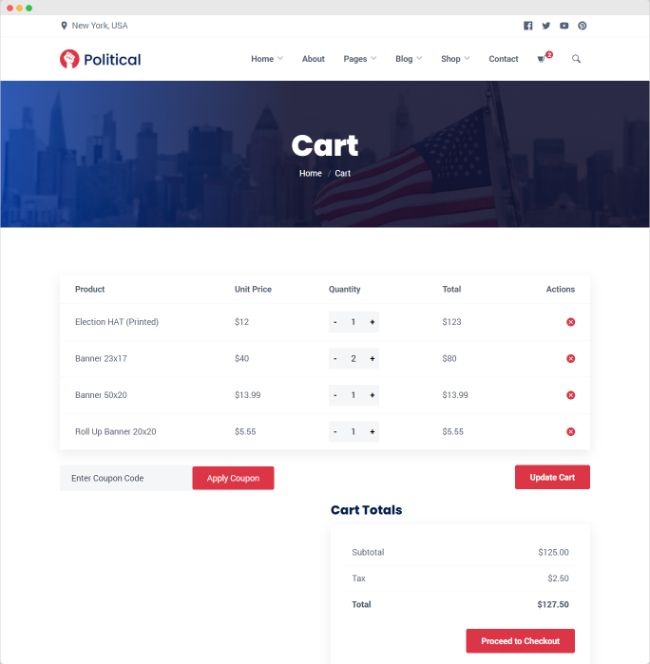 New York, USA
Political
Home About Pages Blog Shop Contact 2
Cart
Home / Cart
Product Unit Price Quantity Total Actions
Election HAT (Printed) $12 - 1 + $123
Banner 23x17 $40 - 2 + $80
Banner 50x20 $13.99 - 1 + $13.99
Roll Up Banner 20x20 $5.55 - 1 + $5.55
Enter Coupon Code Apply Coupon Update Cart
Cart Totals
Subtotal $125.00
Tax $2.50
Total $127.50
Proceed to Checkout